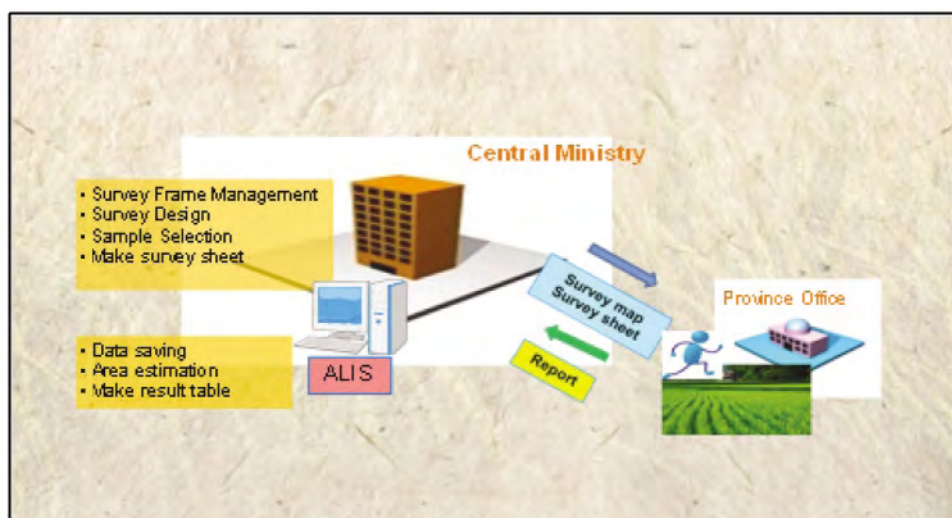 Central Ministry
• Survey Frame Management
• Survey Design
• Sample Selection
• Make survey sheet
Survey map
Survey sheet
Province Office
• Data saving
• Area estimation
• Make result table
ALIS
Report